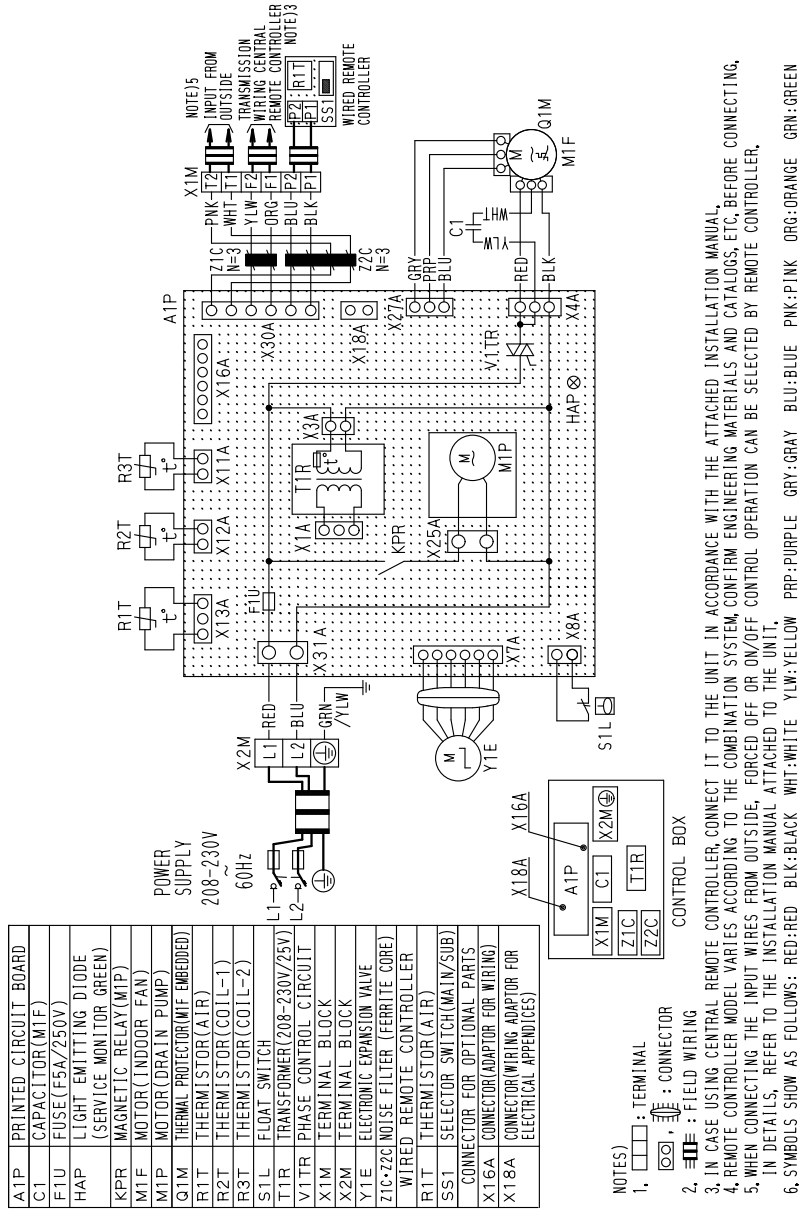 A1P PRINTED CIRCUIT BOARD
C1 CAPACITOR(M1F)
F1U FUSE(F5A/250V)
HAP LIGHT EMITTING DIODE
(SERVICE MONITOR GREEN)
KPR MAGNETIC RELAY(M1P)
M1F MOTOR(INDOOR FAN)
M1P MOTOR(DRAIN PUMP)
Q1M THERMAL PROTECTOR(M1F EMBEDDED)
R1T THERMISTOR(AIR)
R2T THERMISTOR(COIL-1)
R3T THERMISTOR(COIL-2)
S1L FLOAT SWITCH
T1R TRANSFORMER(208-230V/25V)
V1TR PHASE CONTROL CIRCUIT
X1M TERMINAL BLOCK
X2M TERMINAL BLOCK
Y1E ELECTRONIC EXPANSION VALVE
Z1C・Z2C NOISE FILTER (FERRITE CORE)
WIRED REMOTE CONTROLLER
R1T THERMISTOR(AIR)
SS1 SELECTOR SWITCH(MAIN/SUB)
CONNECTOR FOR OPTIONAL PARTS
X16A CONNECTOR(ADAPTOR FOR WIRING)
X18A CONNECTOR(WIRING ADAPTOR FOR
ELECTRICAL APPENDICES)
POWER
SUPPLY
208-230V
~
60Hz
L1
L2
X2M
L1
L2
RED
BLU
GRN
/YLW
R1T
t°
X13A
R2T
t°
X12A
R3T
t°
X11A
X16A
A1P
X31A
F1U
KPR
X1A
T1R
t°
X3A
X25A
M~
M1P
V1TR
HAP
X30A
X18A
X27A
X4A
X7A
X8A
M
Y1E
S1L
Z1C
N=3
Z2C
N=3
PNK
WHT
YLW
ORG
BLU
BLK
X1M
T2
T1
F2
F1
P2
P1
NOTE)5
INPUT FROM
OUTSIDE
TRANSMISSION
WIRING CENTRAL
REMOTE CONTROLLER
NOTE)3
P2
P1
R1T
SS1
WIRED REMOTE
CONTROLLER
GRY
PRP
BLU
C1
YLW
WHT
RED
BLK
M
~
Q1M
M1F
X18A
X16A
A1P
X1M
C1
X2M
Z1C
Z2C
T1R
CONTROL BOX
NOTES)
1. : TERMINAL
, : CONNECTOR
2. : FIELD WIRING
3. IN CASE USING CENTRAL REMOTE CONTROLLER, CONNECT IT TO THE UNIT IN ACCORDANCE WITH THE ATTACHED INSTALLATION MANUAL.
4. REMOTE CONTROLLER MODEL VARIES ACCORDING TO THE COMBINATION SYSTEM, CONFIRM ENGINEERING MATERIALS AND CATALOGS, ETC, BEFORE CONNECTING.
5. WHEN CONNECTING THE INPUT WIRES FROM OUTSIDE, FORCED OFF OR ON/OFF CONTROL OPERATION CAN BE SELECTED BY REMOTE CONTROLLER.
IN DETAILS, REFER TO THE INSTALLATION MANUAL ATTACHED TO THE UNIT.
6. SYMBOLS SHOW AS FOLLOWS: RED:RED BLK:BLACK WHT:WHITE YLW:YELLOW PRP:PURPLE GRY:GRAY BLU:BLUE PNK:PINK ORG:ORANGE GRN:GREEN